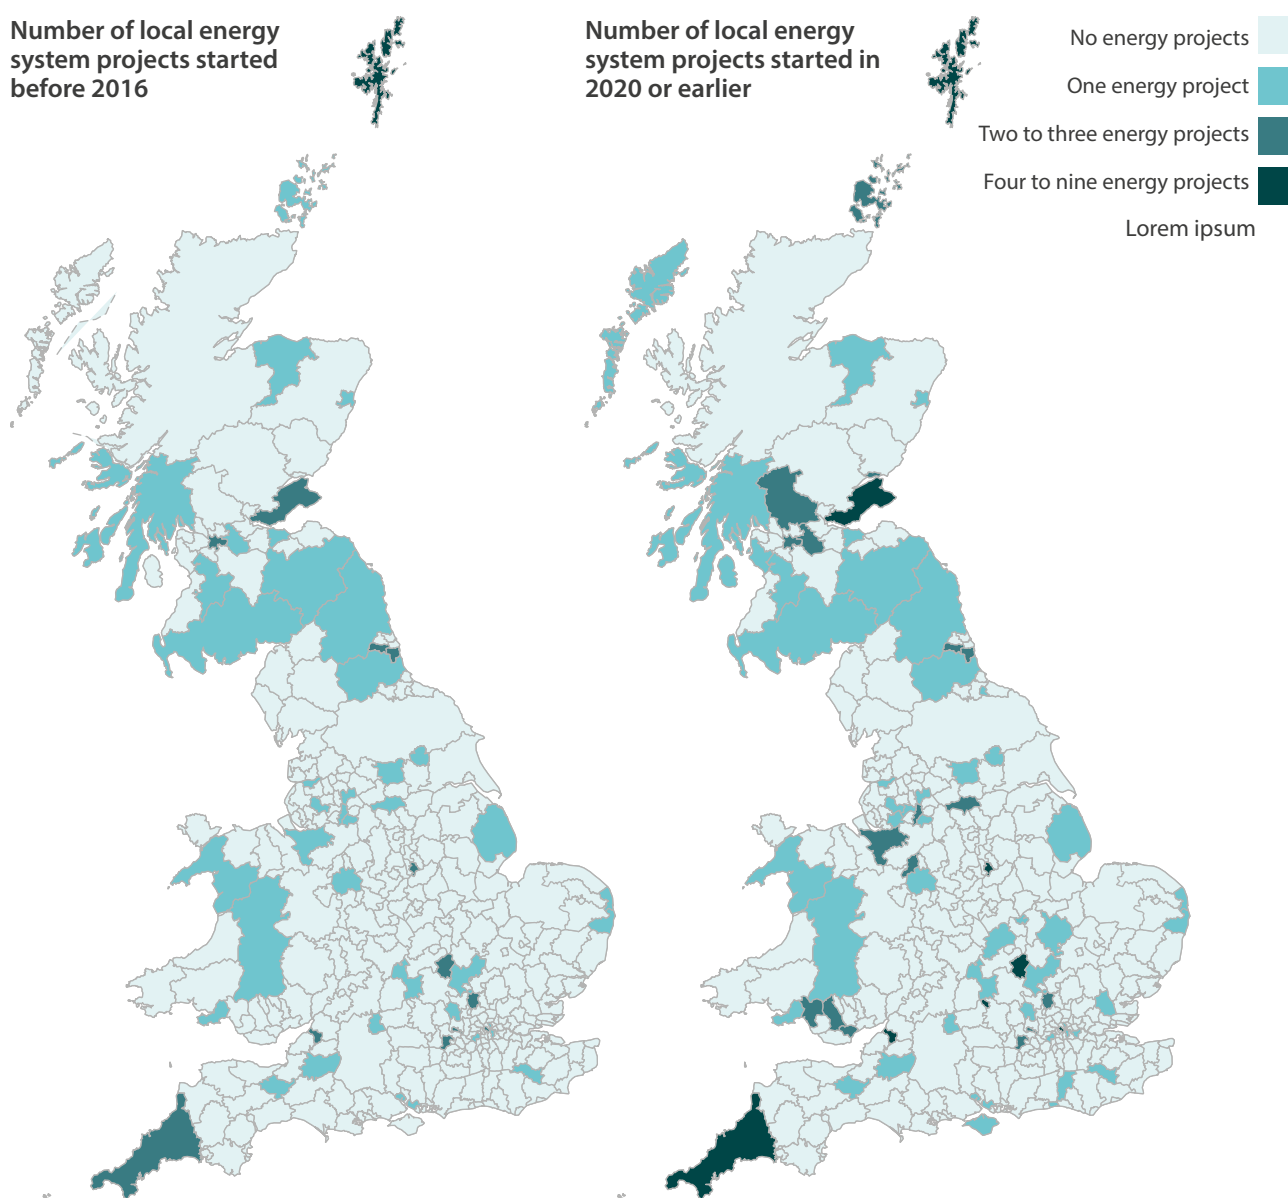 Number of local energy
system projects started
before 2016
Number of local energy
system projects started in
2020 or earlier
No energy projects
One energy project
Two to three energy projects
Four to nine energy projects
Lorem ipsum